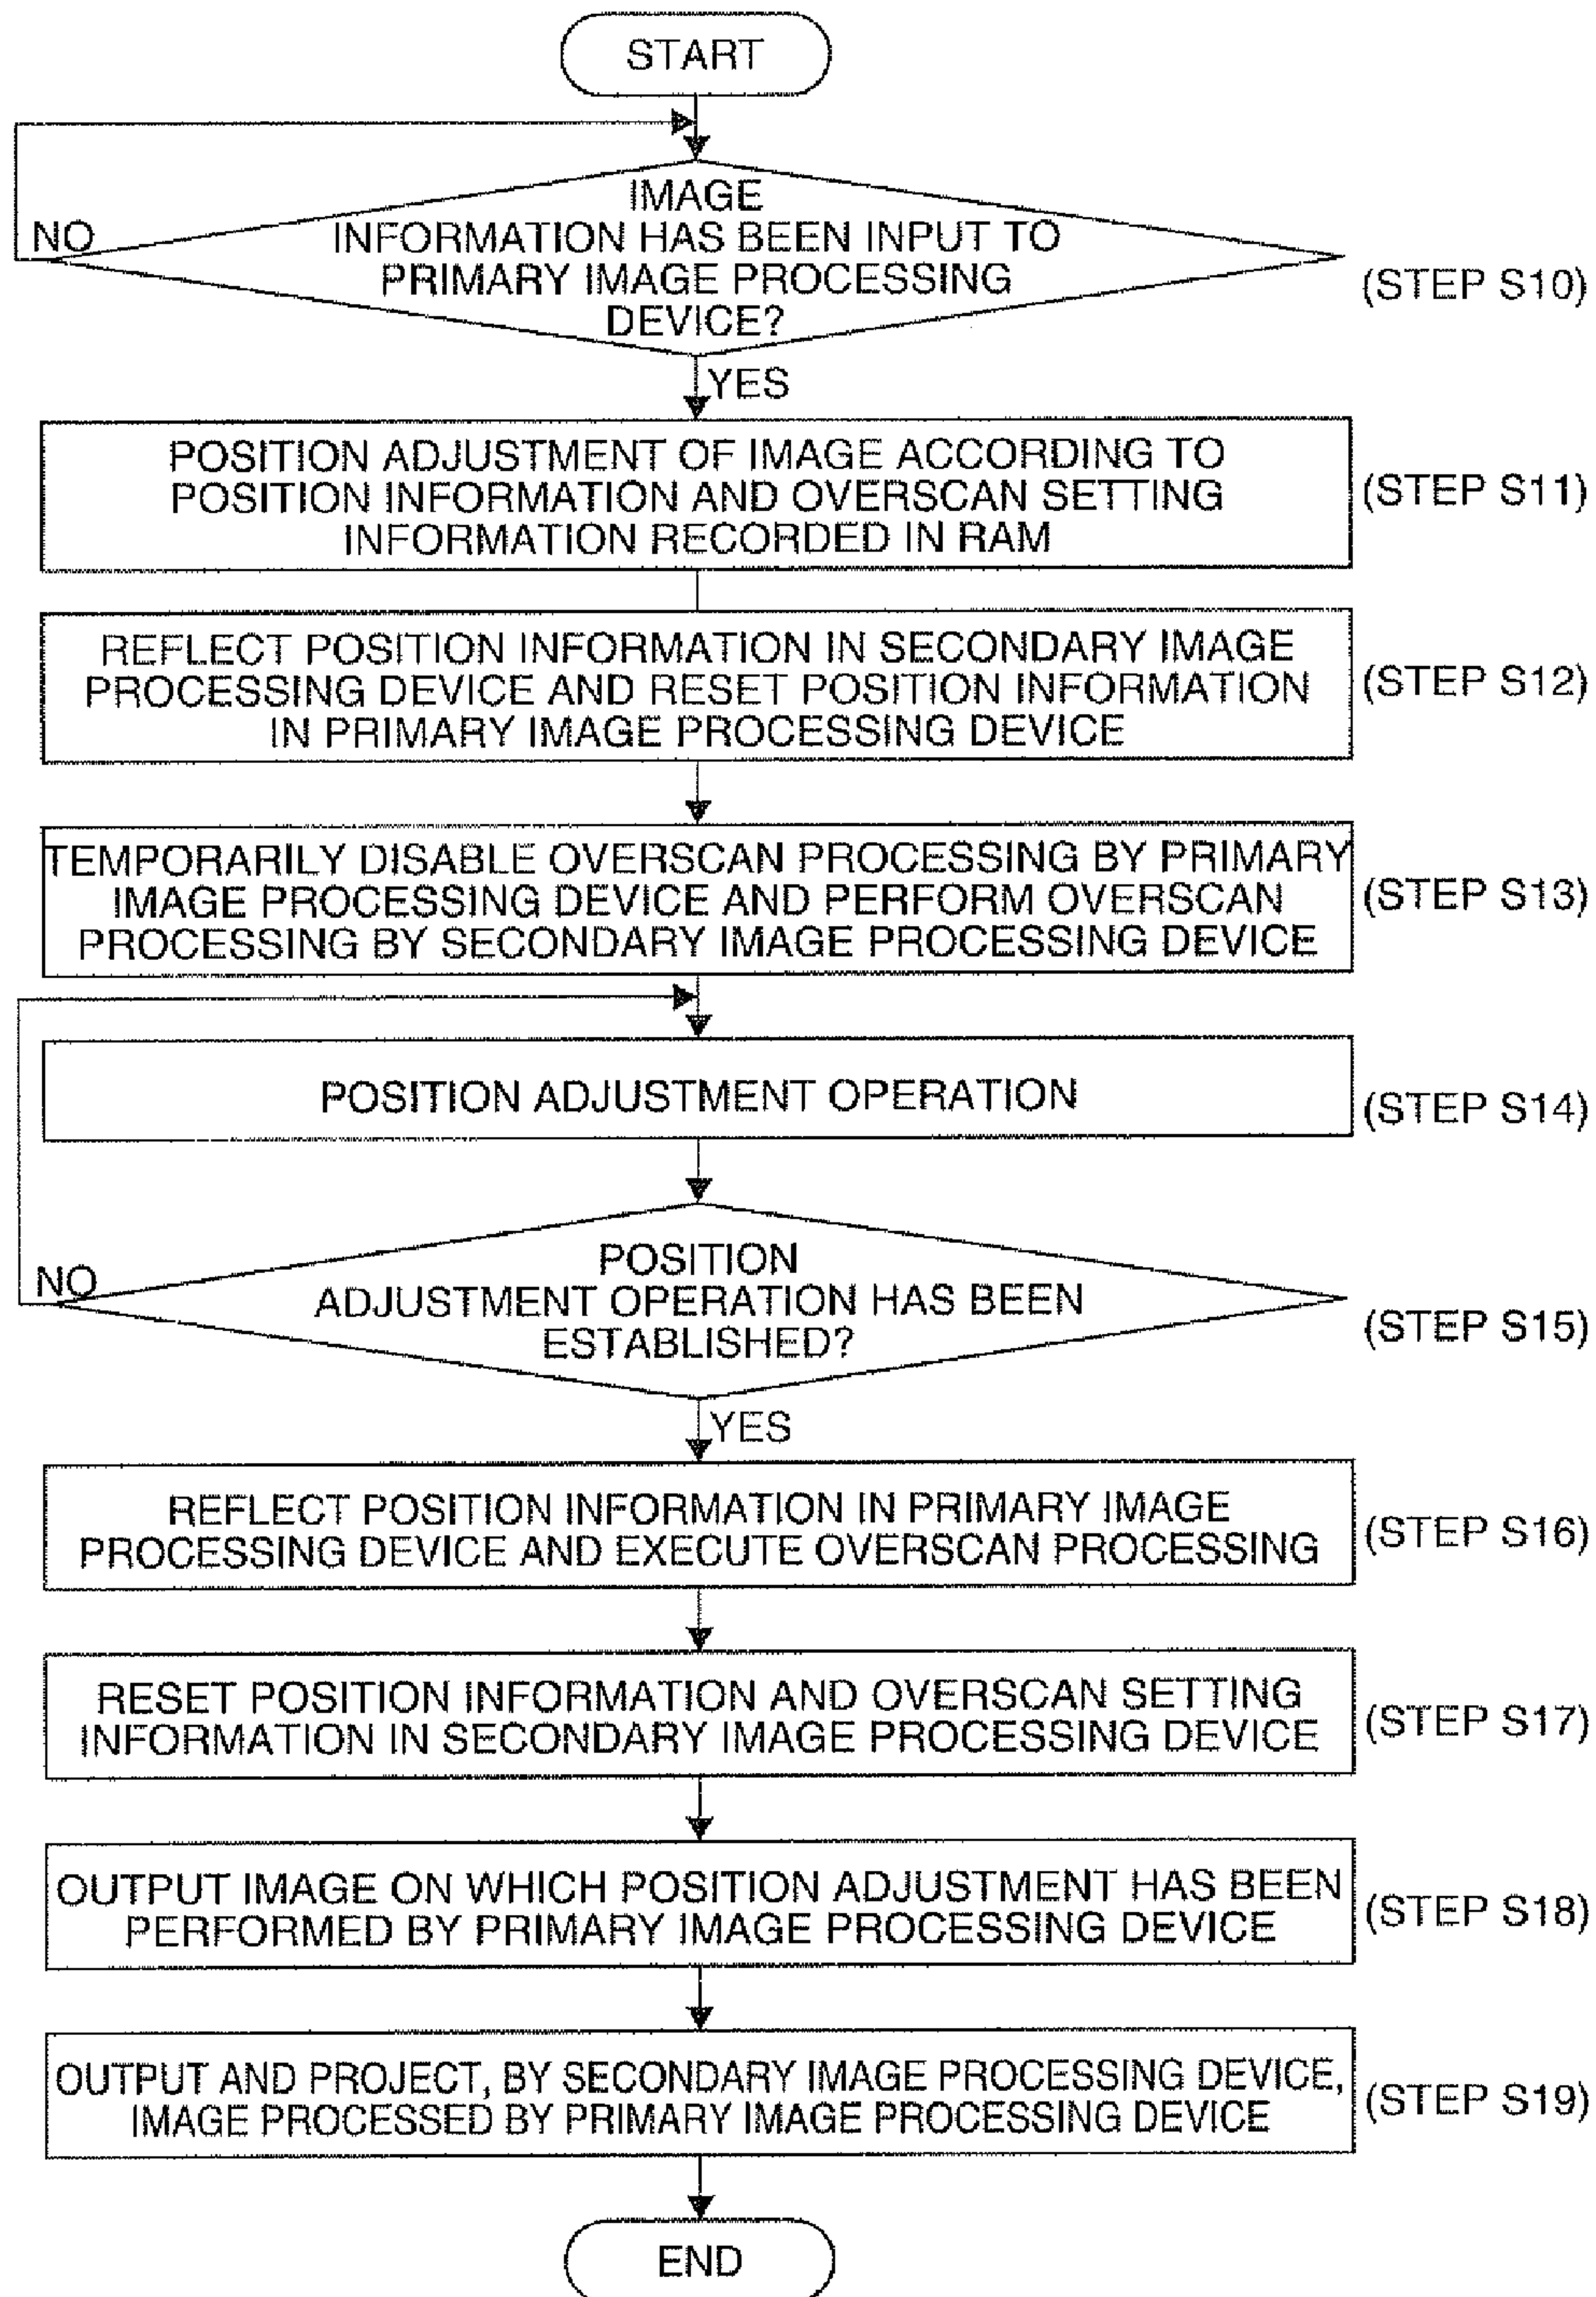 START
IMAGE
NO
INFORMATION HAS BEEN INPUT TO
PRIMARY IMAGE PROCESSING
DEVICE?
(STEP S10)
YES
POSITION ADJUSTMENT OF IMAGE ACCORDING TO
POSITION INFORMATION AND OVERSCAN SETTING
INFORMATION RECORDED IN RAM
(STEP S11)
REFLECT POSITION INFORMATION IN SECONDARY IMAGE
PROCESSING DEVICE AND RESET POSITION INFORMATION
IN PRIMARY IMAGE PROCESSING DEVICE
(STEP S12)
TEMPORARILY DISABLE OVERSCAN PROCESSING BY PRIMARY
IMAGE PROCESSING DEVICE AND PERFORM OVERSCAN
PROCESSING BY SECONDARY IMAGE PROCESSING DEVICE
(STEP S13)
POSITION ADJUSTMENT OPERATION
(STEP S14)
POSITION
NO
ADJUSTMENT OPERATION HAS BEEN
ESTABLISHED?
(STEP S15)
YES
REFLECT POSITION INFORMATION IN PRIMARY IMAGE
PROCESSING DEVICE AND EXECUTE OVERSCAN PROCESSING
(STEP S16)
RESET POSITION INFORMATION AND OVERSCAN SETTING
INFORMATION IN SECONDARY IMAGE PROCESSING DEVICE
(STEP S17)
OUTPUT IMAGE ON WHICH POSITION ADJUSTMENT HAS BEEN
PERFORMED BY PRIMARY IMAGE PROCESSING DEVICE
(STEP S18)
OUTPUT AND PROJECT, BY SECONDARY IMAGE PROCESSING DEVICE,
IMAGE PROCESSED BY PRIMARY IMAGE PROCESSING DEVICE
(STEP S19)
END